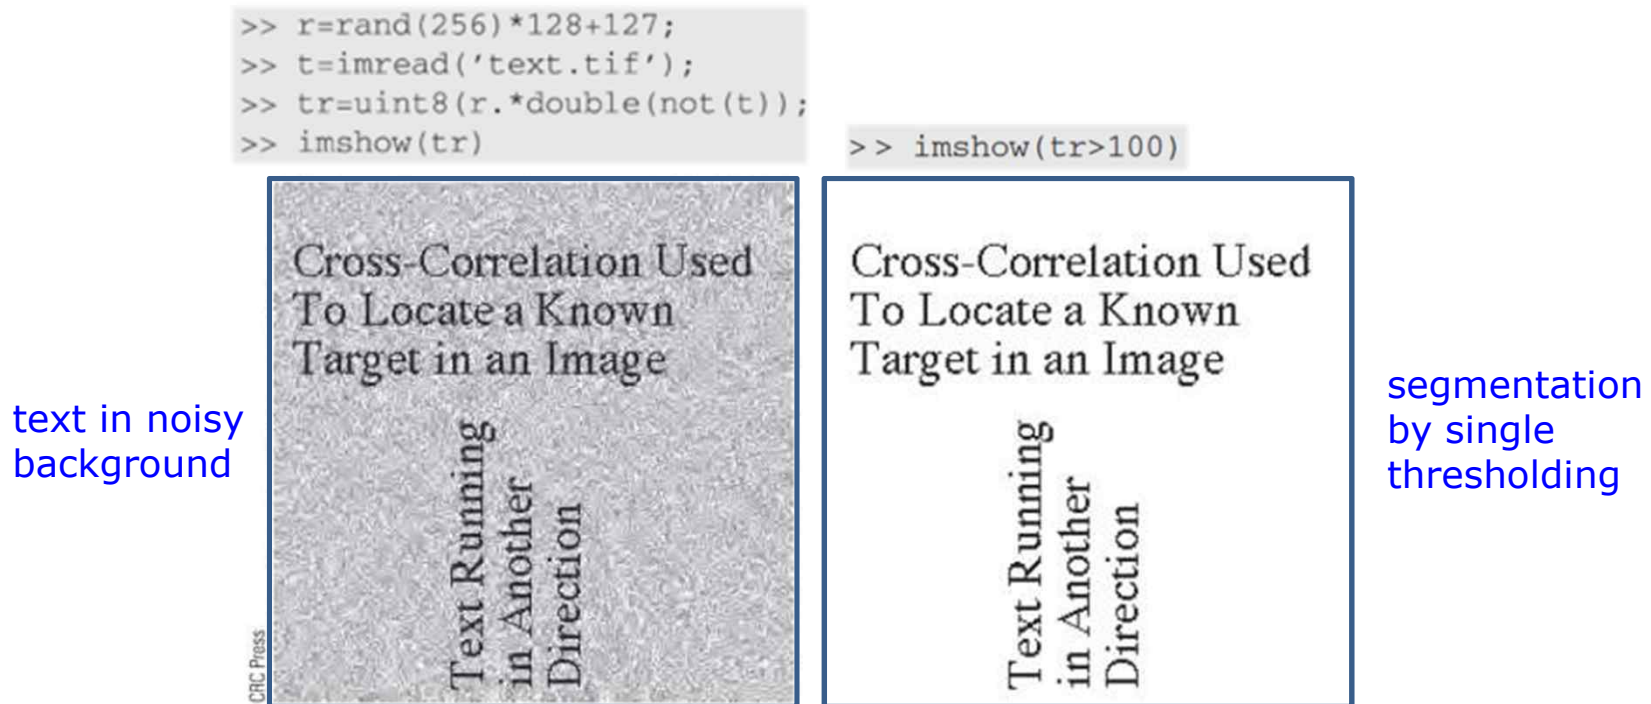 >> r=rand(256)*128+127;
>> t=imread('text.tif');
>> tr=uint8(r.*double(not(t));
>> imshow(tr)
>> imshow(tr>100)
text in noisy
background
Cross-Correlation Used
To Locate a Known
Target in an Image
Text Running
in Another
Direction
CRC Press
Cross-Correlation Used
To Locate a Known
Target in an Image
Text Running
in Another
Direction
segmentation
by single
thresholding